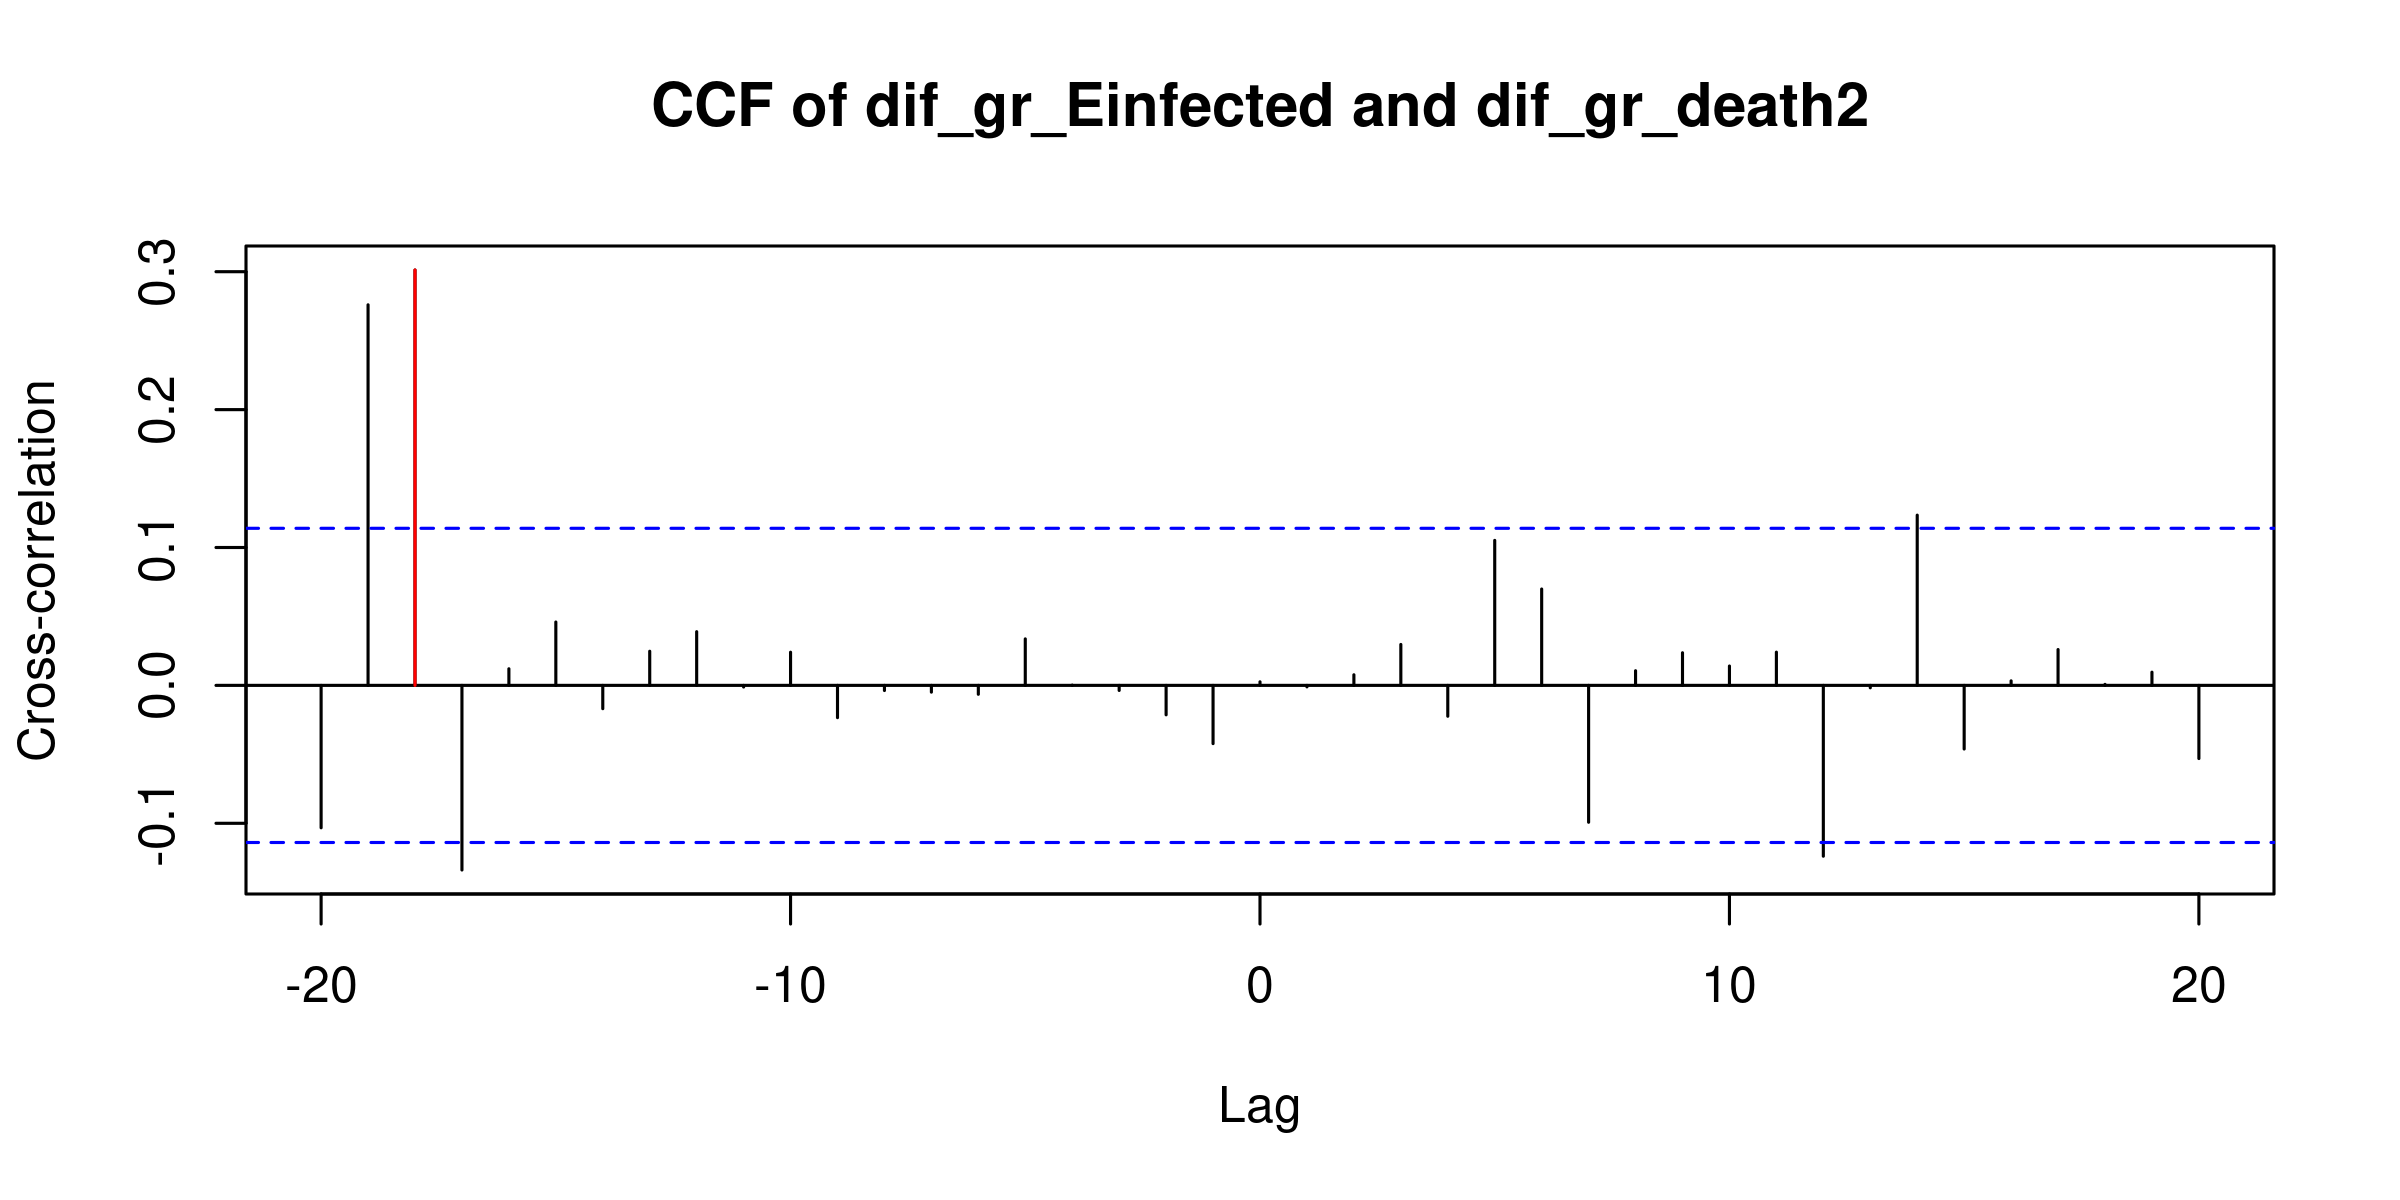 CCF of dif_gr_Einfected and dif_gr_death2
Cross-correlation
0.3
0.2
0.1
0.0
-0.1
-20 -10 0 10 20
Lag